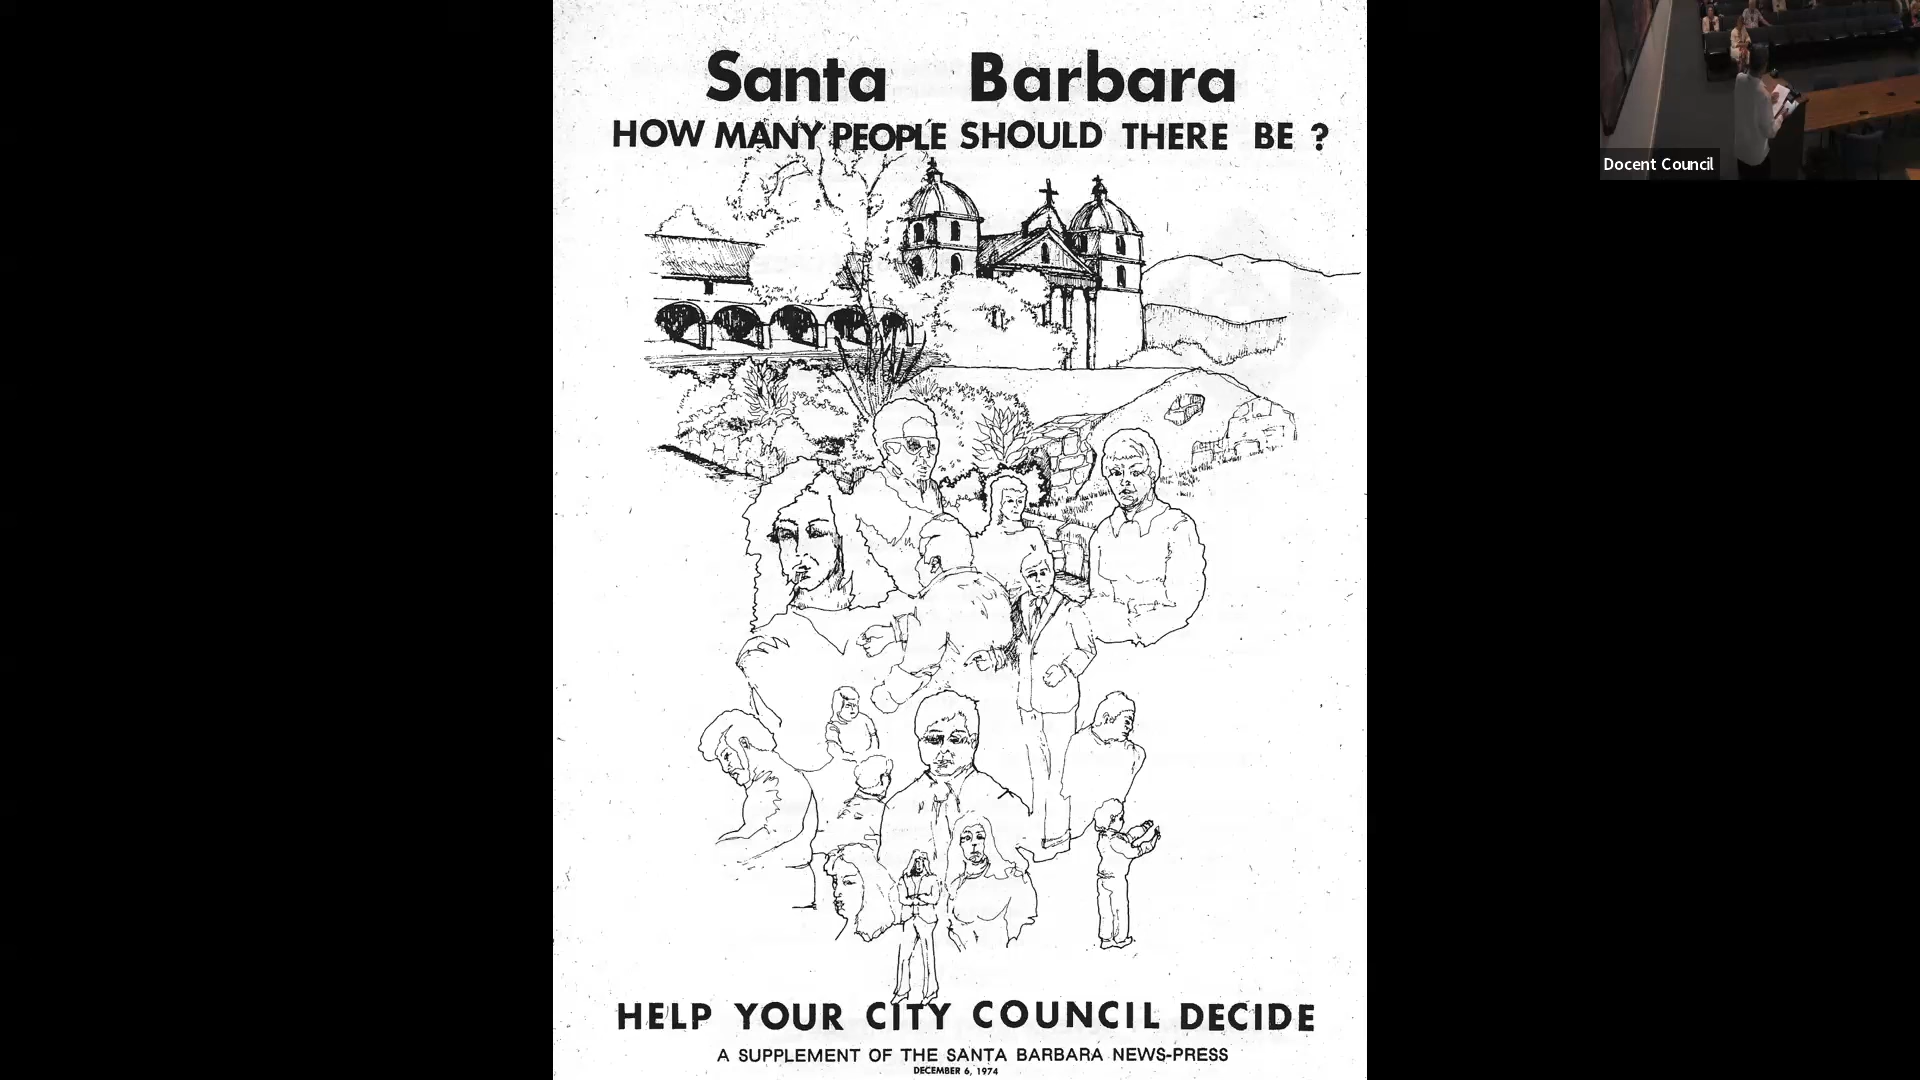 Santa Barbara
HOW MANY PEOPLE SHOULD THERE BE ?
HELP YOUR CITY COUNCIL DECIDE
A SUPPLEMENT OF THE SANTA BARBARA NEWS-PRESS
DECEMBER 6, 1974
Docent Council